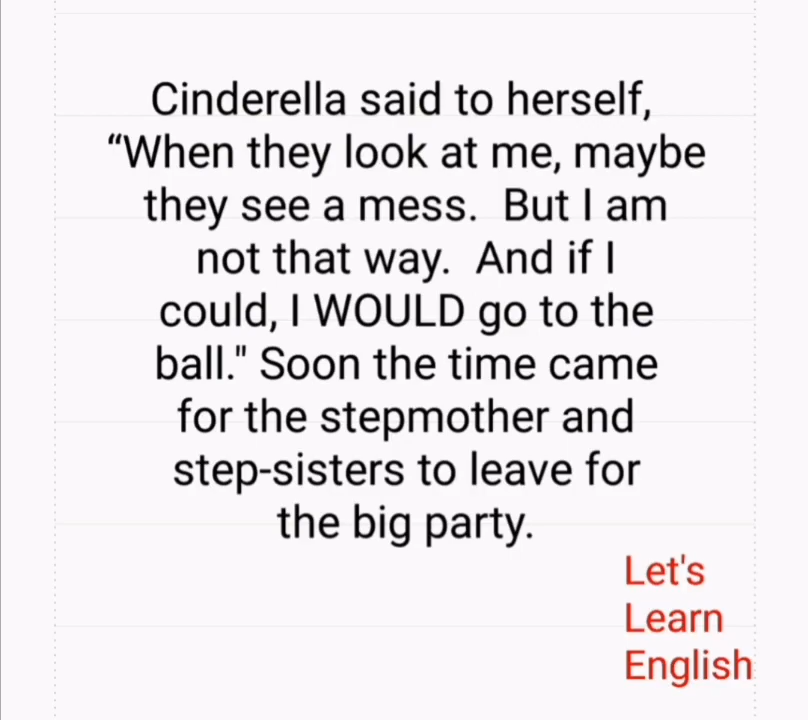 Cinderella said to herself,
“When they look at me, maybe
they see a mess.  But I am
not that way.  And if I
could, I WOULD go to the
ball." Soon the time came
for the stepmother and
step-sisters to leave for
the big party.
Let's
Learn
English